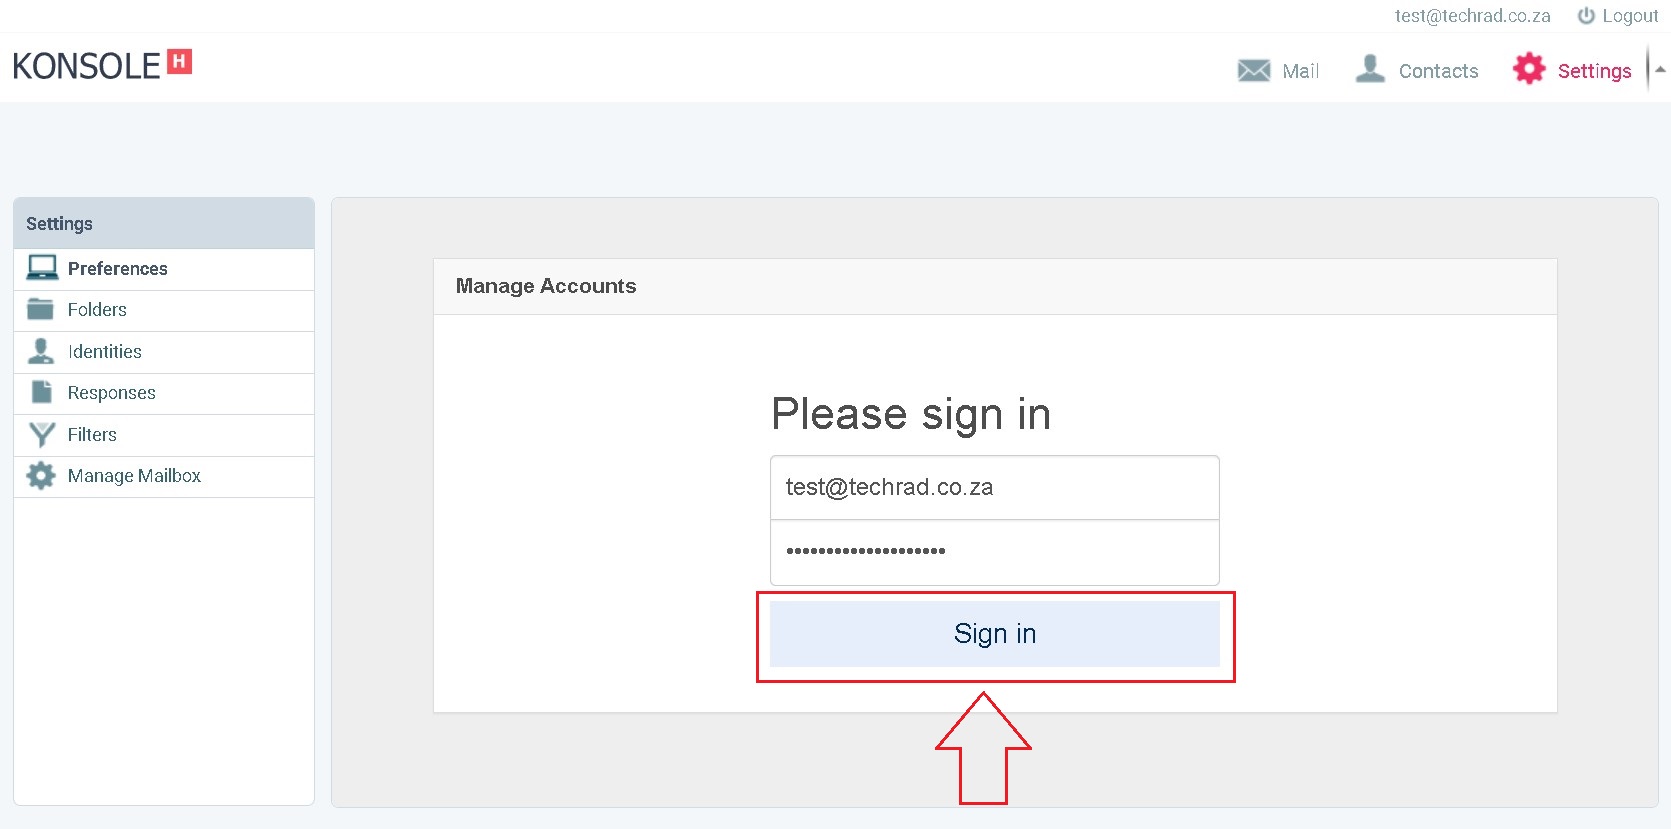 test@techrad.co.za Logout
KONSOLE H
Mail Contacts Settings
Settings
Preferences
Folders
Identities
Responses
Filters
Manage Mailbox
Manage Accounts
Please sign in
test@techrad.co.za
••••••••••••••••••••
Sign in